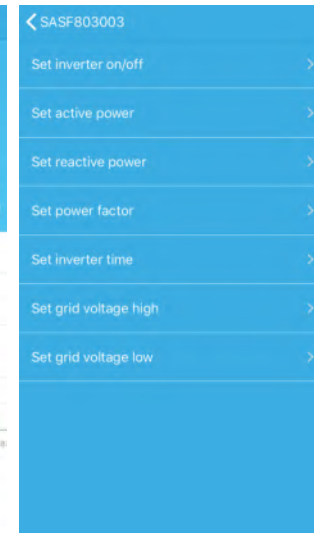 SASF803003
Set inverter on/off
Set active power
Set reactive power
Set power factor
Set inverter time
Set grid voltage high
Set grid voltage low